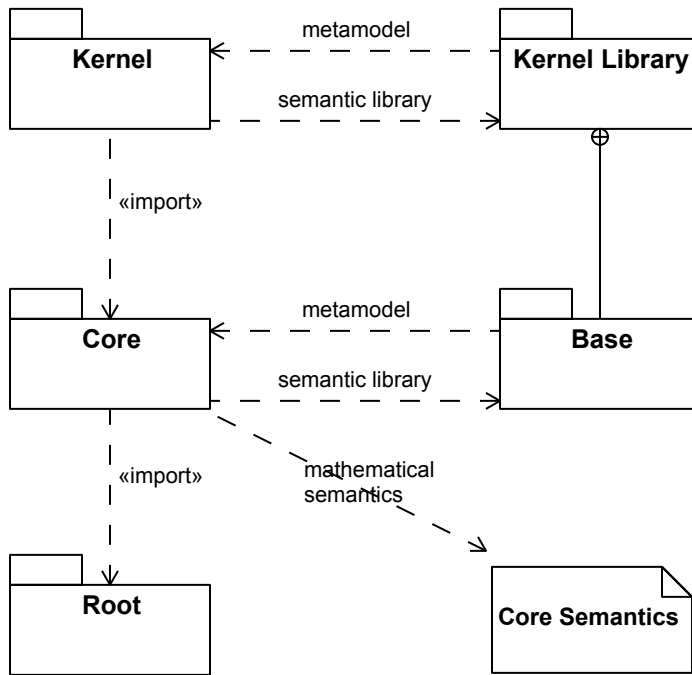 metamodel
Kernel
Kernel Library
semantic library
«import»
metamodel
Core
Base
semantic library
«import»
mathematical
semantics
Root
Core Semantics